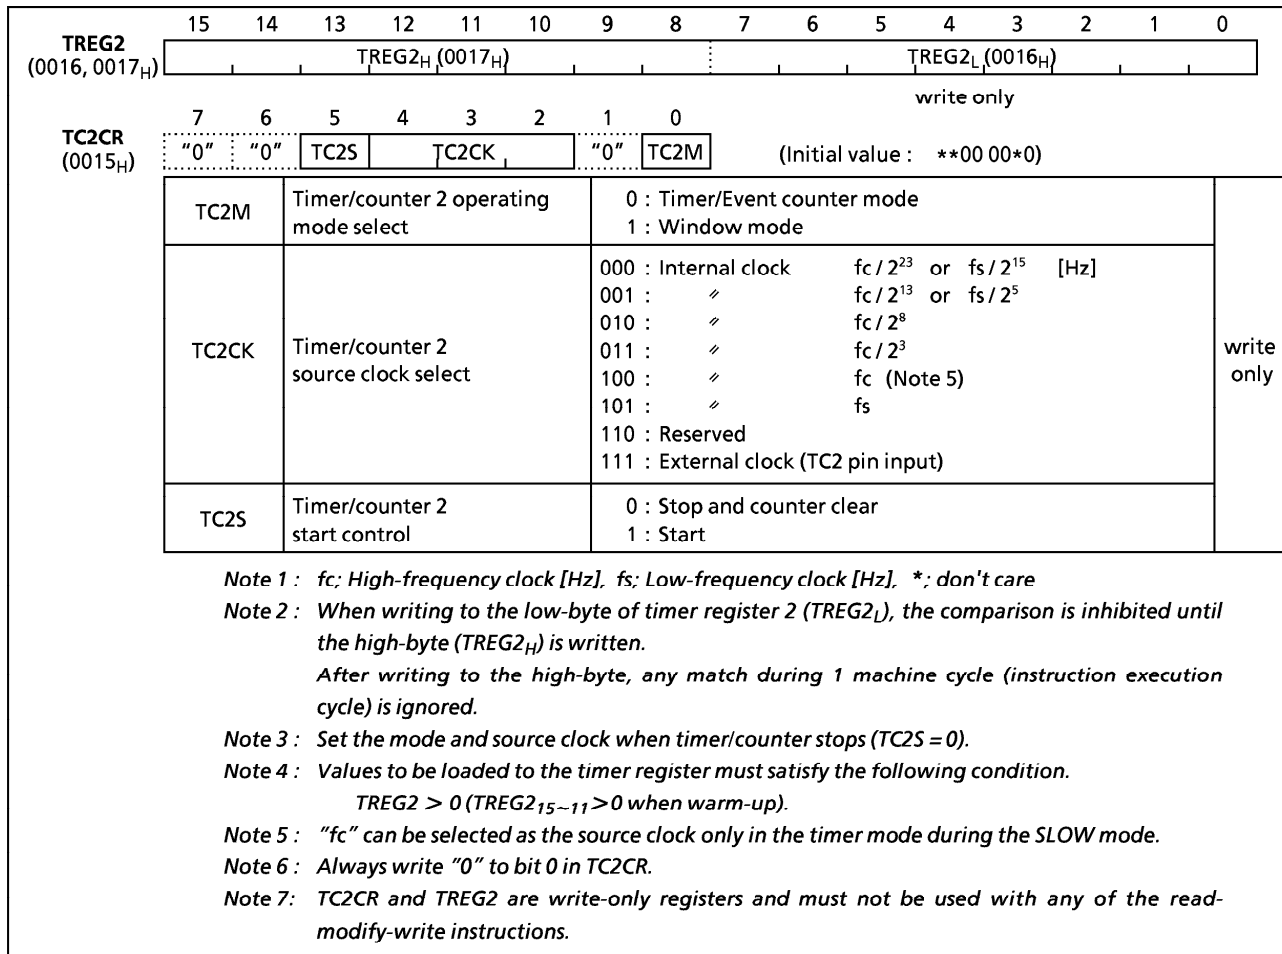 15 14 13 12 11 10 9 8 7 6 5 4 3 2 1 0
TREG2
(0016, 0017H)
TREG2H (0017H) TREG2L (0016H)
write only
7 6 5 4 3 2 1 0
TC2CR
(0015H)
"0" "0" TC2S TC2CK "0" TC2M (Initial value : **00 00*0)
TC2M
Timer/counter 2 operating
mode select
0 : Timer/Event counter mode
1 : Window mode
TC2CK
Timer/counter 2
source clock select
000 : Internal clock fc / 2²³ or fs / 2¹⁵ [Hz]
001 : 〃 fc / 2¹³ or fs / 2⁵
010 : 〃 fc / 2⁸
011 : 〃 fc / 2³
100 : 〃 fc (Note 5)
101 : 〃 fs
110 : Reserved
111 : External clock (TC2 pin input)
write
only
TC2S
Timer/counter 2
start control
0 : Stop and counter clear
1 : Start
Note 1 : fc; High-frequency clock [Hz], fs; Low-frequency clock [Hz], *; don't care
Note 2 : When writing to the low-byte of timer register 2 (TREG2L), the comparison is inhibited until
the high-byte (TREG2H) is written.
After writing to the high-byte, any match during 1 machine cycle (instruction execution
cycle) is ignored.
Note 3 : Set the mode and source clock when timer/counter stops (TC2S = 0).
Note 4 : Values to be loaded to the timer register must satisfy the following condition.
TREG2 > 0 (TREG215~11 > 0 when warm-up).
Note 5 : "fc" can be selected as the source clock only in the timer mode during the SLOW mode.
Note 6 : Always write "0" to bit 0 in TC2CR.
Note 7: TC2CR and TREG2 are write-only registers and must not be used with any of the read-
modify-write instructions.